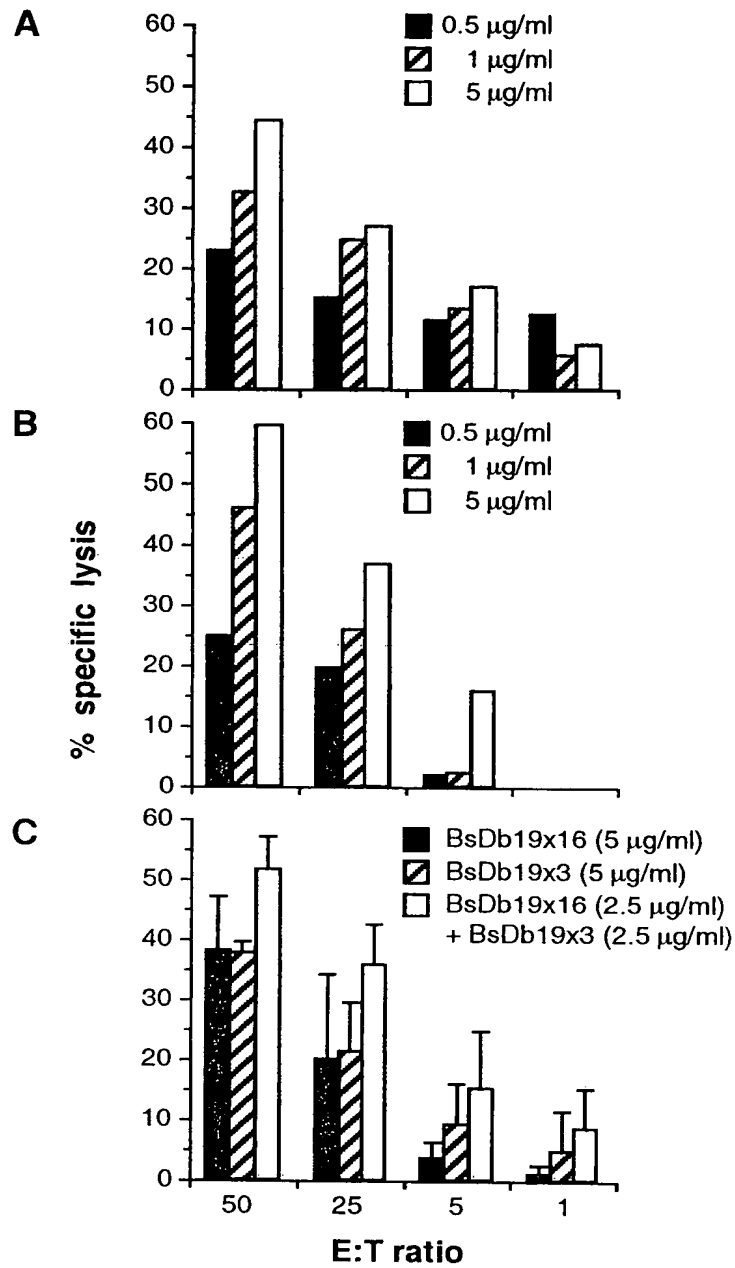 A
60
50
40
30
20
10
0
0.5 µg/ml
1 µg/ml
5 µg/ml
B
60
50
40
30
20
10
0
0.5 µg/ml
1 µg/ml
5 µg/ml
% specific lysis
C
60
50
40
30
20
10
0
BsDb19x16 (5 µg/ml)
BsDb19x3 (5 µg/ml)
BsDb19x16 (2.5 µg/ml)
+ BsDb19x3 (2.5 µg/ml)
50 25 5 1
E:T ratio